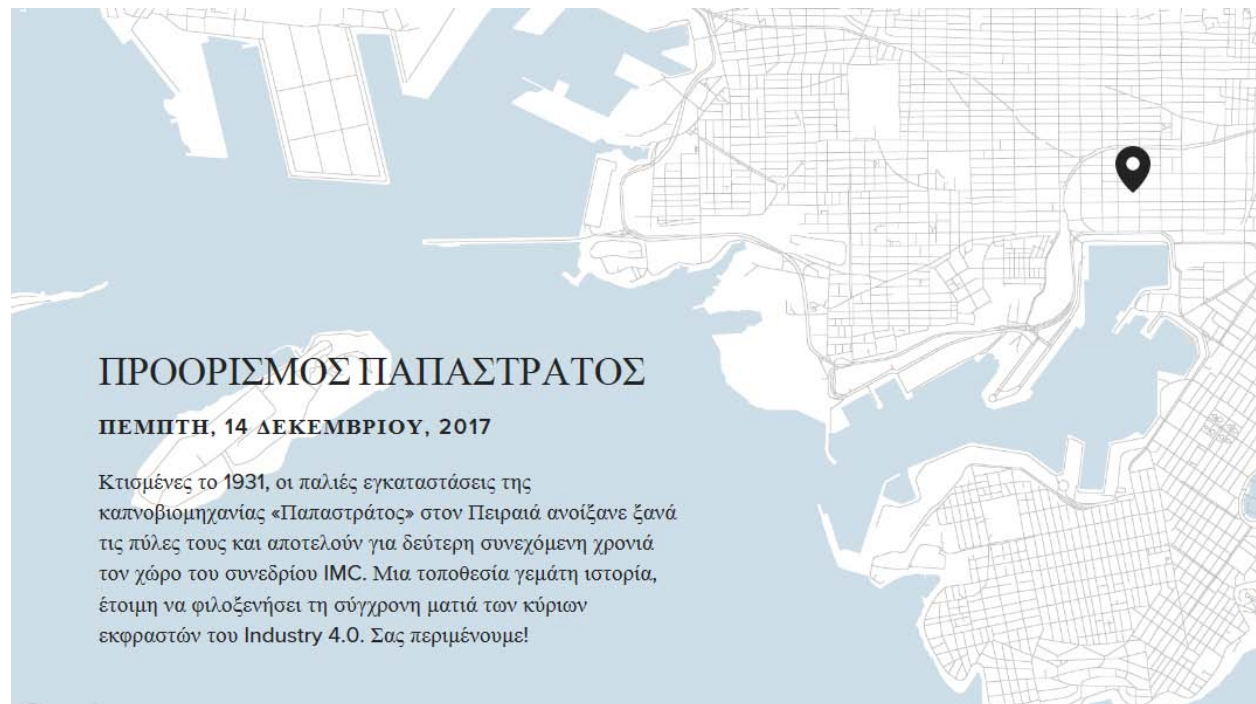 ΠΡΟΟΡΙΣΜΟΣ ΠΑΠΑΣΤΡΑΤΟΣ
ΠΕΜΠΤΗ, 14 ΔΕΚΕΜΒΡΙΟΥ, 2017
Κτισμένες το 1931, οι παλιές εγκαταστάσεις της
καπνοβιομηχανίας «Παπαστράτος» στον Πειραιά ανοίξανε ξανά
τις πύλες τους και αποτελούν για δεύτερη συνεχόμενη χρονιά
τον χώρο του συνεδρίου IMC. Μια τοποθεσία γεμάτη ιστορία,
έτοιμη να φιλοξενήσει τη σύγχρονη ματιά των κύριων
εκφραστών του Industry 4.0. Σας περιμένουμε!